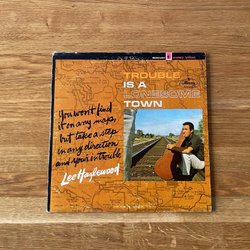 TROUBLE
IS A
LONESOME
TOWN
You won't find
it on any map,
but take a step
in any direction
and you're in trouble
Lee Hazlewood